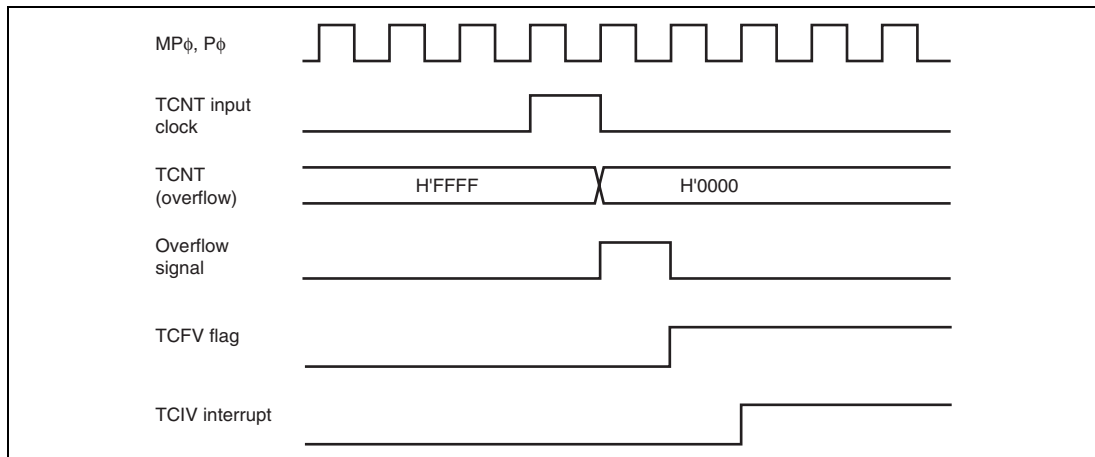 MPϕ, Pϕ
TCNT input
clock
TCNT
(overflow)
H'FFFF
H'0000
Overflow
signal
TCFV flag
TCIV interrupt